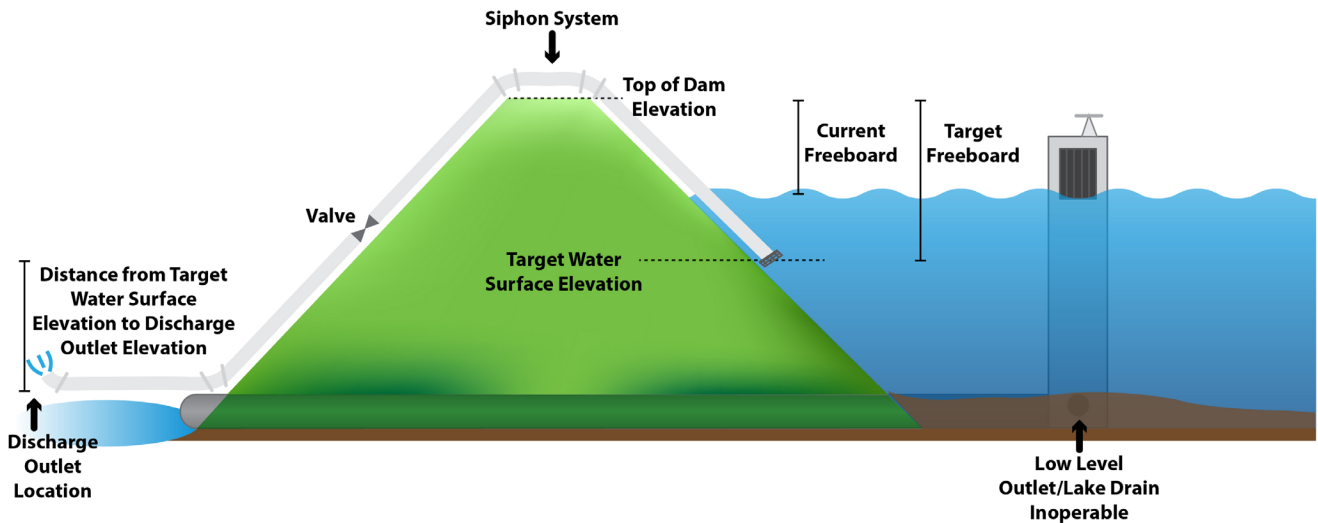 Siphon System
Top of Dam
Elevation
Current
Freeboard
Target
Freeboard
Valve
Target Water
Surface Elevation
Distance from Target
Water Surface
Elevation to Discharge
Outlet Elevation
Discharge
Outlet
Location
Low Level
Outlet/Lake Drain
Inoperable